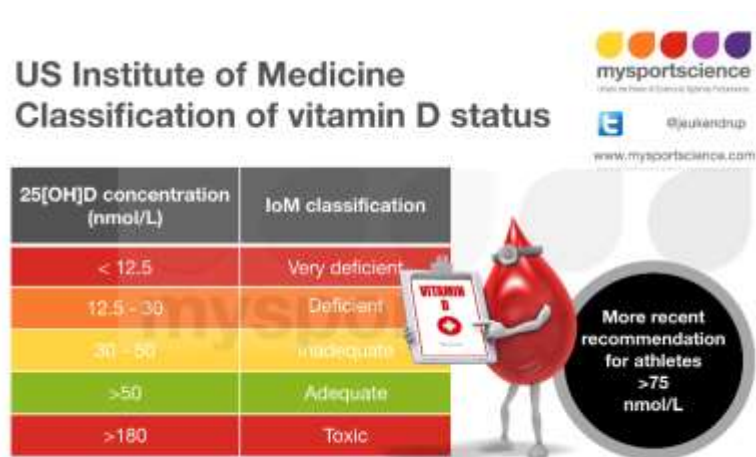 US Institute of Medicine
Classification of vitamin D status
mysportscience
@jeukendrup
www.mysportscience.com
25[OH]D concentration
(nmol/L)
IoM classification
< 12.5
Very deficient
12.5 - 30
Deficient
30 - 50
Inadequate
>50
Adequate
>180
Toxic
VITAMIN
D
More recent
recommendation
for athletes
>75
nmol/L